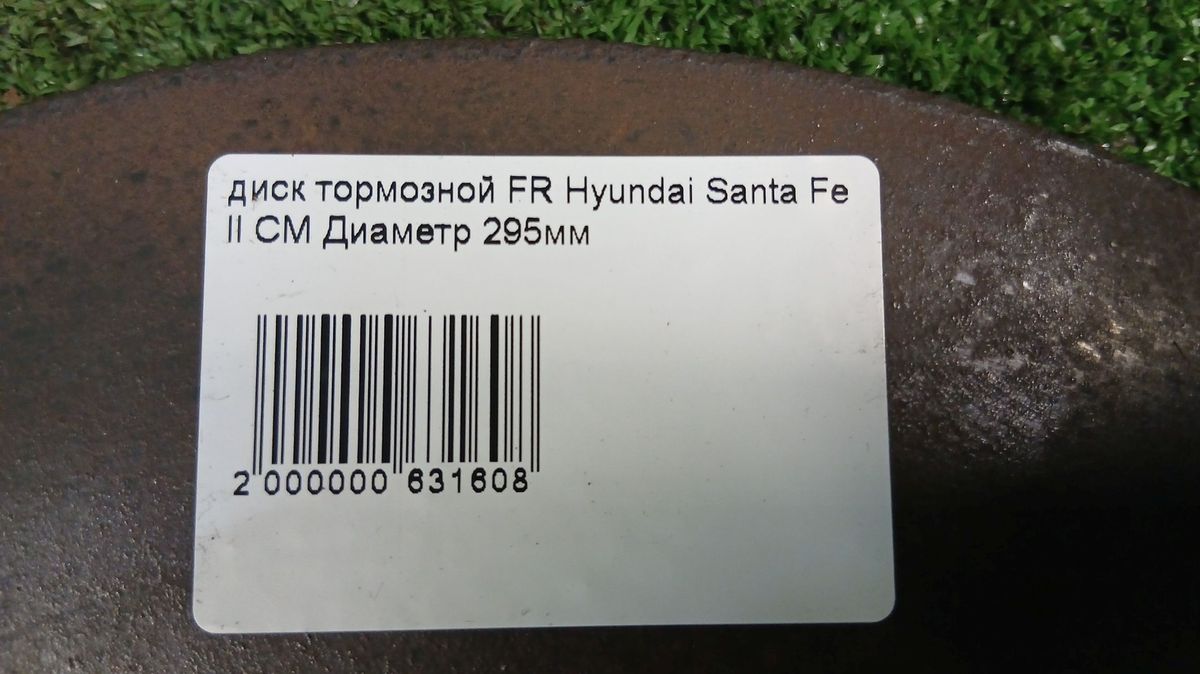 диск тормозной FR Hyundai Santa Fe
II CM Диаметр 295мм
2 000000 631608